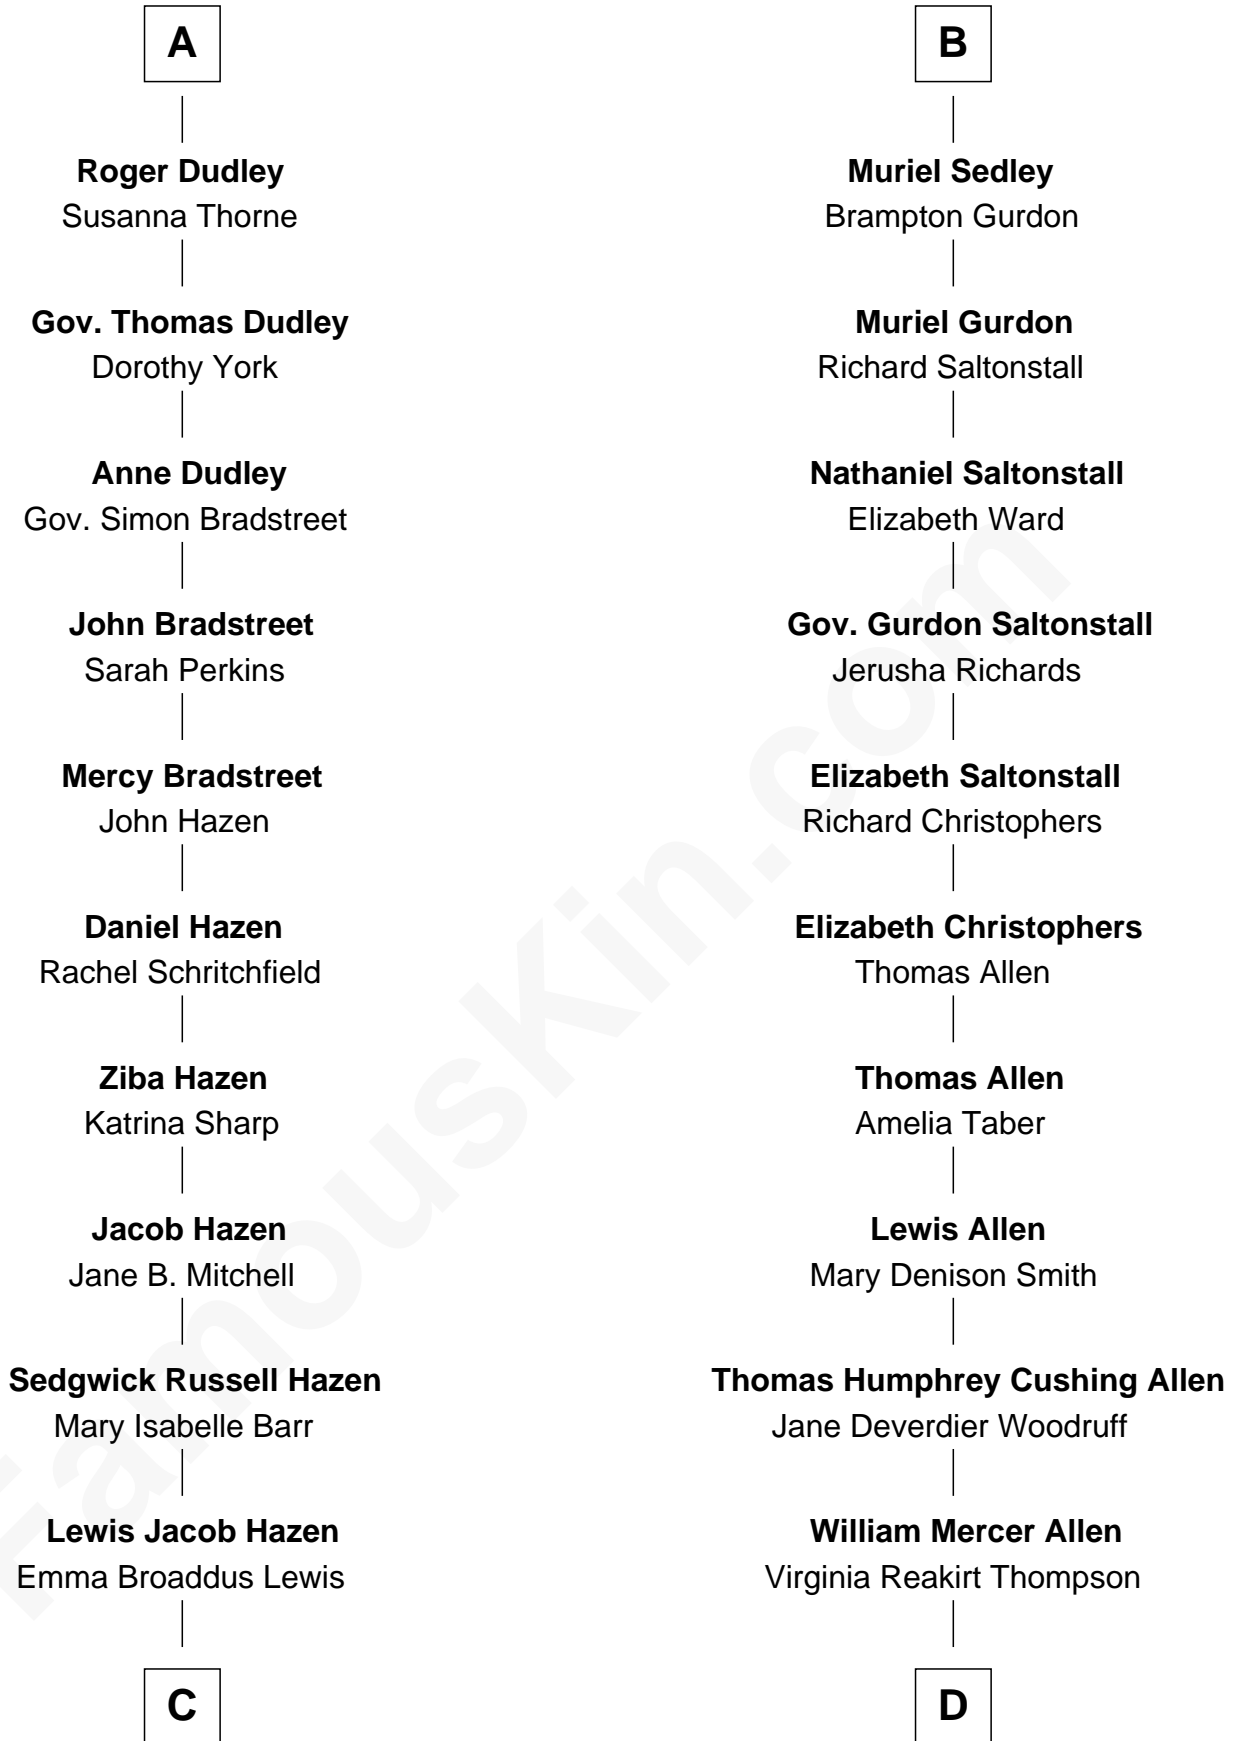 A
Roger Dudley
Susanna Thorne
Gov. Thomas Dudley
Dorothy York
Anne Dudley
Gov. Simon Bradstreet
John Bradstreet
Sarah Perkins
Mercy Bradstreet
John Hazen
Daniel Hazen
Rachel Schritchfield
Ziba Hazen
Katrina Sharp
Jacob Hazen
Jane B. Mitchell
Sedgwick Russell Hazen
Mary Isabelle Barr
Lewis Jacob Hazen
Emma Broaddus Lewis
C
B
Muriel Sedley
Brampton Gurdon
Muriel Gurdon
Richard Saltonstall
Nathaniel Saltonstall
Elizabeth Ward
Gov. Gurdon Saltonstall
Jerusha Richards
Elizabeth Saltonstall
Richard Christophers
Elizabeth Christophers
Thomas Allen
Thomas Allen
Amelia Taber
Lewis Allen
Mary Denison Smith
Thomas Humphrey Cushing Allen
Jane Deverdier Woodruff
William Mercer Allen
Virginia Reakirt Thompson
D
FamousKin.com